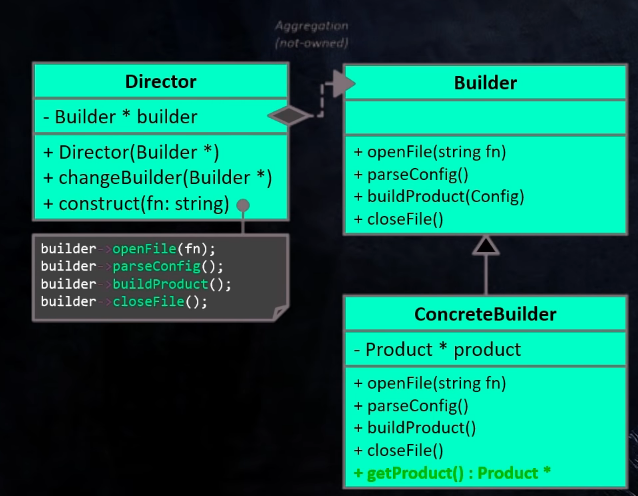 Aggregation
(not-owned)
Director
- Builder * builder
+ Director(Builder *)
+ changeBuilder(Builder *)
+ construct(fn: string)
builder->openFile(fn);
builder->parseConfig();
builder->buildProduct();
builder->closeFile();
Builder
+ openFile(string fn)
+ parseConfig()
+ buildProduct(Config)
+ closeFile()
ConcreteBuilder
- Product * product
+ openFile(string fn)
+ parseConfig()
+ buildProduct()
+ closeFile()
+ getProduct() : Product *